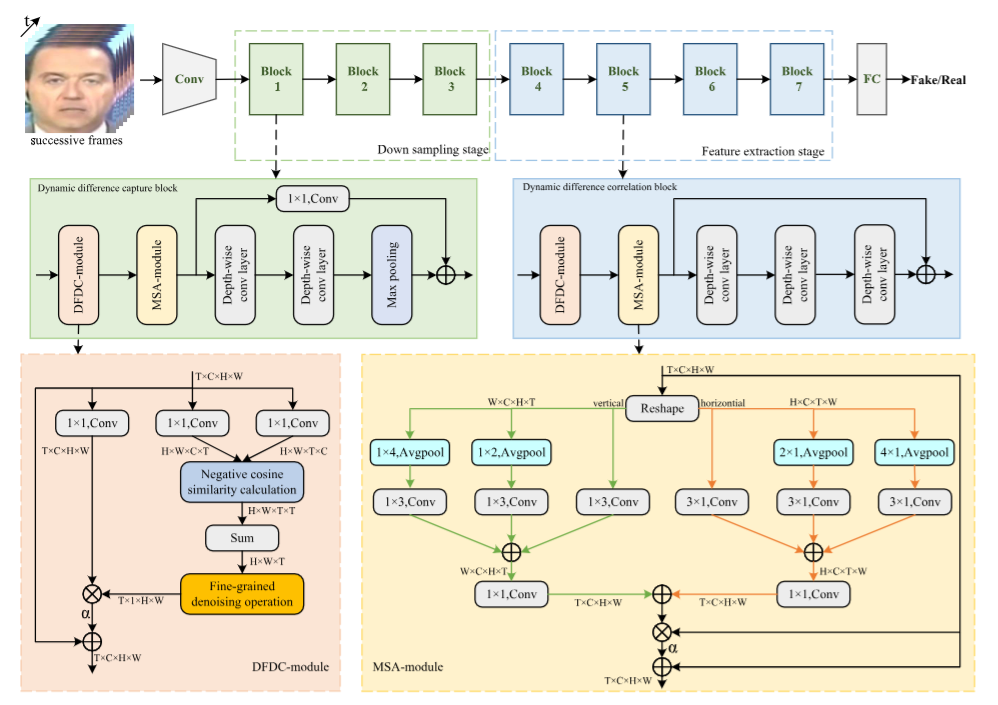 t
successive frames
Conv
Block
1
Block
2
Block
3
Block
4
Block
5
Block
6
Block
7
FC
Fake/Real
Down sampling stage
Feature extraction stage
Dynamic difference capture block
1×1,Conv
DFDC-module
MSA-module
Depth-wise
conv layer
Depth-wise
conv layer
Max pooling
Dynamic difference correlation block
DFDC-module
MSA-module
Depth-wise
conv layer
Depth-wise
conv layer
Depth-wise
conv layer
T×C×H×W
1×1,Conv
1×1,Conv
1×1,Conv
T×C×H×W
H×W×C×T
H×W×T×C
Negative cosine
similarity calculation
H×W×T×T
Sum
H×W×T
Fine-grained
denoising operation
T×1×H×W
α
T×C×H×W
DFDC-module
T×C×H×W
Reshape
vertical
horizontial
W×C×H×T
H×C×T×W
1×4,Avgpool
1×2,Avgpool
2×1,Avgpool
4×1,Avgpool
1×3,Conv
1×3,Conv
1×3,Conv
3×1,Conv
3×1,Conv
3×1,Conv
W×C×H×T
H×C×T×W
1×1,Conv
T×C×H×W
T×C×H×W
1×1,Conv
α
T×C×H×W
MSA-module